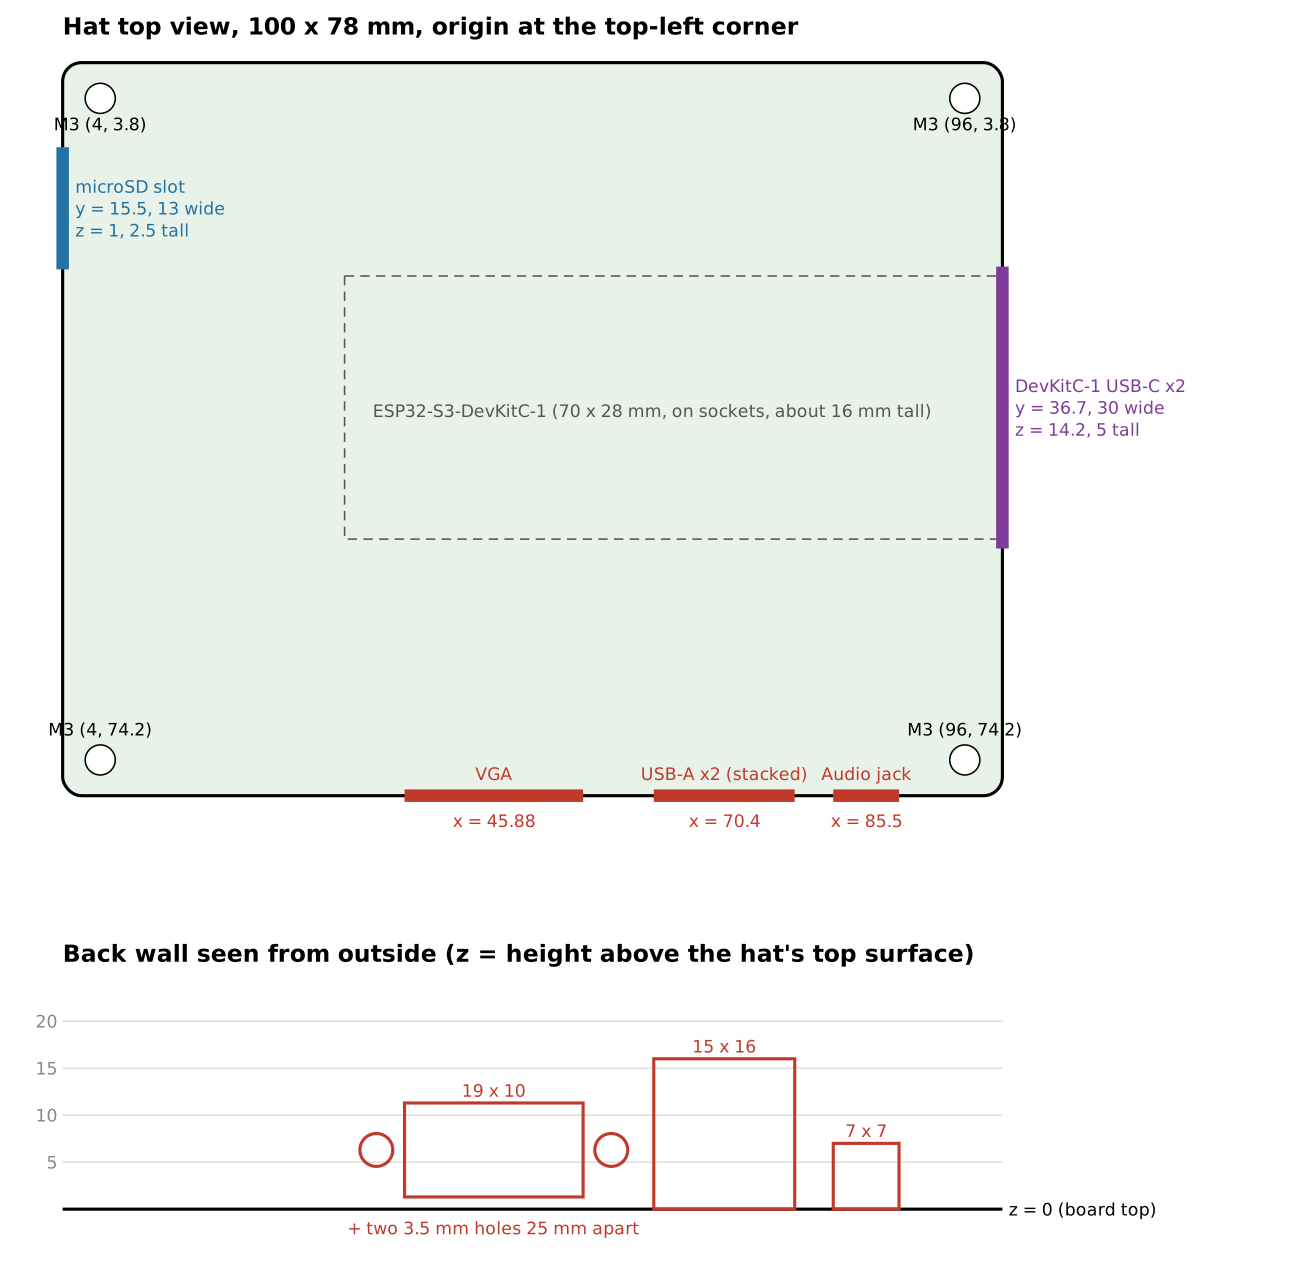 Hat top view, 100 x 78 mm, origin at the top-left corner
M3 (4, 3.8)
M3 (96, 3.8)
microSD slot
y = 15.5, 13 wide
z = 1, 2.5 tall
DevKitC-1 USB-C x2
y = 36.7, 30 wide
z = 14.2, 5 tall
ESP32-S3-DevKitC-1 (70 x 28 mm, on sockets, about 16 mm tall)
M3 (4, 74.2)
M3 (96, 74.2)
VGA
USB-A x2 (stacked)
Audio jack
x = 45.88
x = 70.4
x = 85.5
Back wall seen from outside (z = height above the hat's top surface)
20
15 x 16
15
19 x 10
10
7 x 7
5
z = 0 (board top)
+ two 3.5 mm holes 25 mm apart